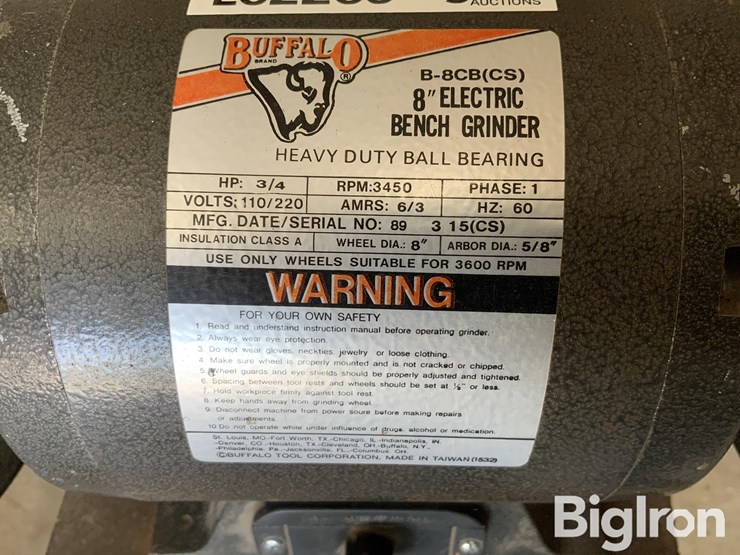 AUCTIONS
BUFFALO
BRAND
®
B-8CB(CS)
8" ELECTRIC
BENCH GRINDER
HEAVY DUTY BALL BEARING
HP: 3/4 RPM:3450 PHASE: 1
VOLTS: 110/220 AMRS: 6/3 HZ: 60
MFG. DATE/SERIAL NO: 89 3 15(CS)
INSULATION CLASS A WHEEL DIA.: 8" ARBOR DIA.: 5/8"
USE ONLY WHEELS SUITABLE FOR 3600 RPM
WARNING
FOR YOUR OWN SAFETY
1. Read and understand instruction manual before operating grinder.
2. Always wear eye protection.
3. Do not wear gloves, neckties, jewelry or loose clothing.
4. Make sure wheel is properly mounted and is not cracked or chipped.
5. Wheel guards and eye shields should be properly adjusted and tightened.
6. Spacing between tool rests and wheels should be set at ⅛" or less.
7. Hold workpiece firmly against tool rest.
8. Keep hands away from grinding wheel.
9. Disconnect machine from power soure before making repairs
or adjustments.
10. Do not operate while under influence of drugs, alcohol or medication.
St. Louis, MO.-Fort Worth, TX.-Chicago, IL.-Indianapolis, IN.
-Denver, CO.-Houston, TX.-Cleveland, OH.-Buffalo, N.Y.,
-Philadelphia, Pa.-Jacksonville, FL.-Columbus OH.
©BUFFALO TOOL CORPORATION, MADE IN TAIWAN (1532)
BigIron